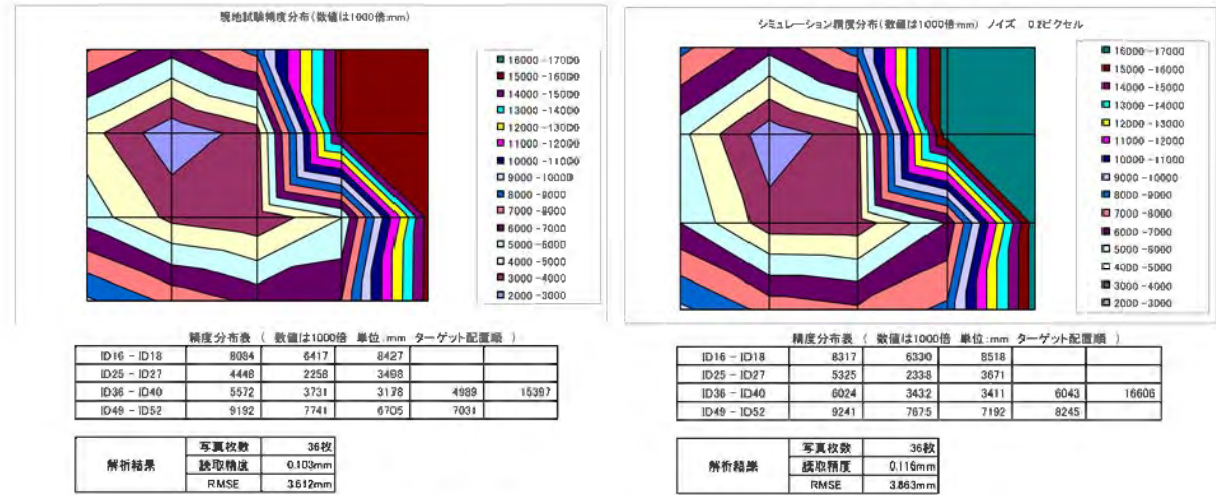 現地試験精度分布(数値は1000倍:mm)
16000-17000
15000-16000
14000-15000
13000-14000
12000-13000
11000-12000
10000-11000
9000-10000
8000-9000
7000-8000
6000-7000
5000-6000
4000-5000
3000-4000
2000-3000
精度分布表 ( 数値は1000倍 単位:mm ターゲット配置順 )
ID16 - ID18 8084 6417 8427
ID25 - ID27 4448 2258 3498
ID36 - ID40 5572 3731 3178 4989 15397
ID49 - ID52 9192 7741 6705 7031
解析結果
写真枚数 36枚
読取精度 0.103mm
RMSE 3.612mm
シミュレーション精度分布(数値は1000倍:mm) ノイズ 0.2ピクセル
16000-17000
15000-16000
14000-15000
13000-14000
12000-13000
11000-12000
10000-11000
9000-10000
8000-9000
7000-8000
6000-7000
5000-6000
4000-5000
3000-4000
2000-3000
精度分布表 ( 数値は1000倍 単位:mm ターゲット配置順 )
ID16 - ID18 8317 6330 8518
ID25 - ID27 5325 2338 3671
ID36 - ID40 6024 3432 3411 6043 16606
ID49 - ID52 9241 7675 7192 8245
解析結果
写真枚数 36枚
読取精度 0.116mm
RMSE 3.863mm